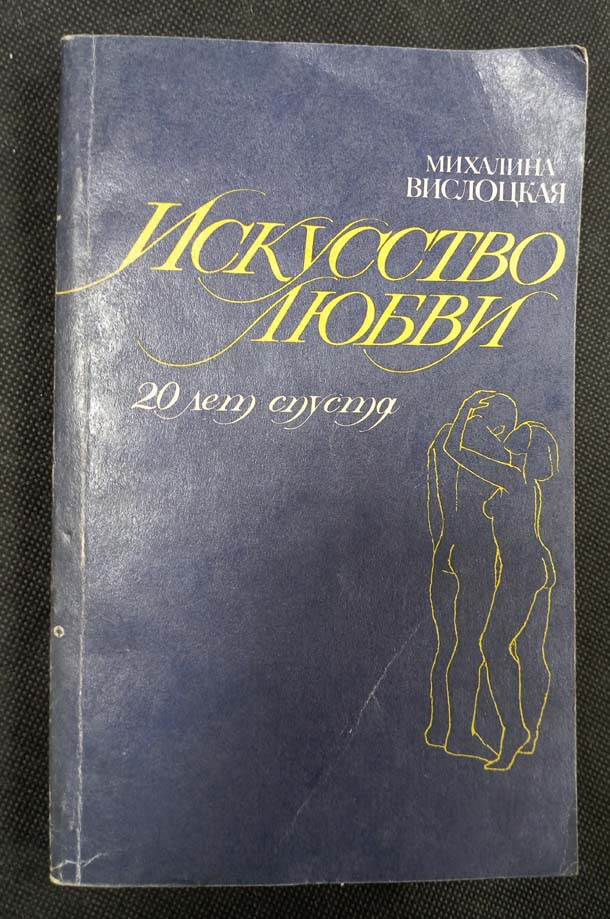 МИХАЛИНА
ВИСЛОЦКАЯ
ИСКУССТВО
ЛЮБВИ
20 лет спустя